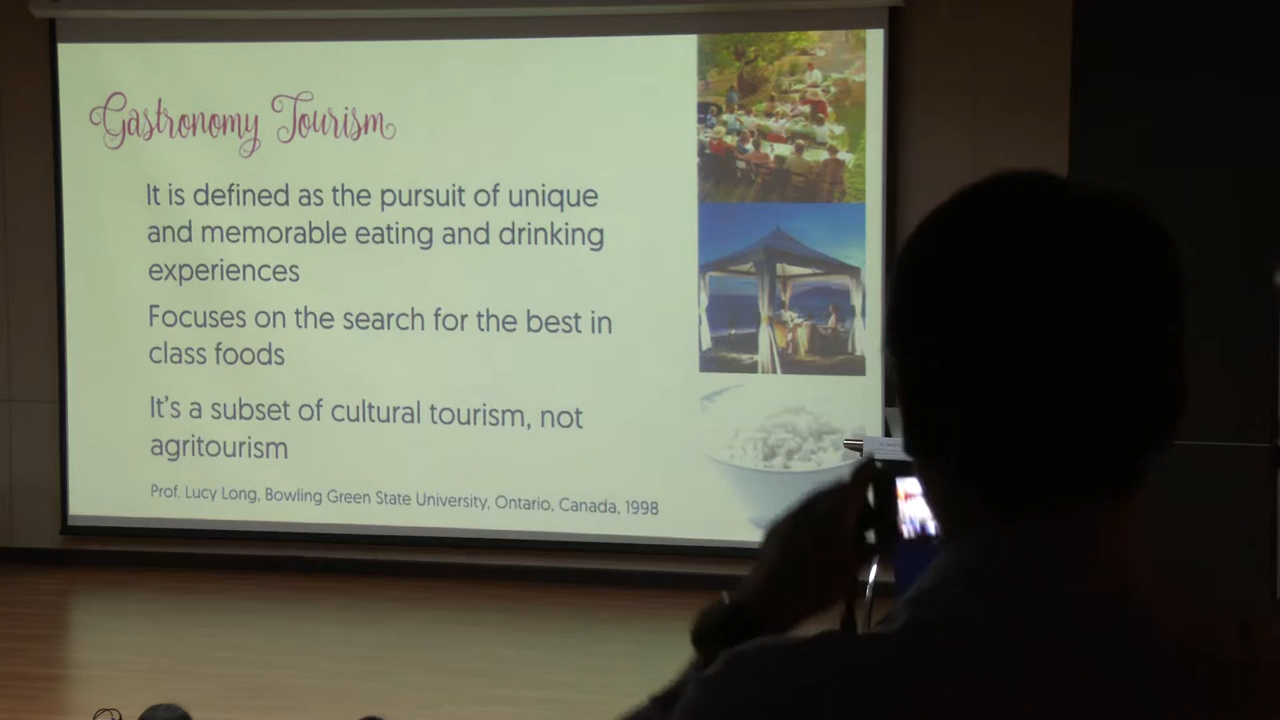 Gastronomy Tourism
It is defined as the pursuit of unique
and memorable eating and drinking
experiences
Focuses on the search for the best in
class foods
It's a subset of cultural tourism, not
agritourism
Prof. Lucy Long, Bowling Green State University, Ontario, Canada, 1998